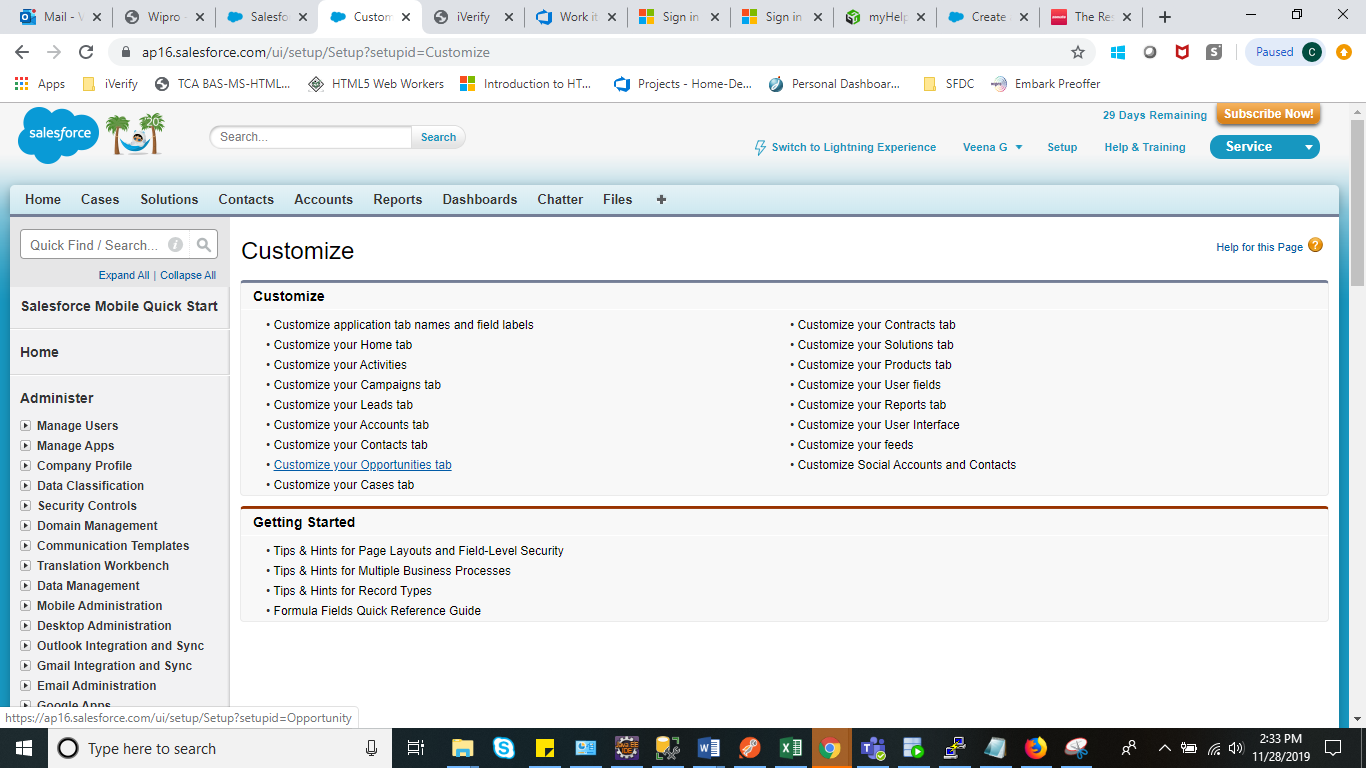 Mail - V
Wipro -
Salesfo
Custom
iVerify
Work it
Sign in
Sign in
myHelp
Create
The Res
ap16.salesforce.com/ui/setup/Setup?setupid=Customize
Paused
C
Apps
iVerify
TCA BAS-MS-HTML...
HTML5 Web Workers
Introduction to HT...
Projects - Home-De...
Personal Dashboar...
SFDC
Embark Preoffer
salesforce
20
Search...
Search
29 Days Remaining
Subscribe Now!
Switch to Lightning Experience
Veena G
Setup
Help & Training
Service
Home
Cases
Solutions
Contacts
Accounts
Reports
Dashboards
Chatter
Files
+
Quick Find / Search...
Expand All | Collapse All
Salesforce Mobile Quick Start
Home
Administer
Manage Users
Manage Apps
Company Profile
Data Classification
Security Controls
Domain Management
Communication Templates
Translation Workbench
Data Management
Mobile Administration
Desktop Administration
Outlook Integration and Sync
Gmail Integration and Sync
Email Administration
Google Apps
Customize
Help for this Page
Customize
• Customize application tab names and field labels
• Customize your Home tab
• Customize your Activities
• Customize your Campaigns tab
• Customize your Leads tab
• Customize your Accounts tab
• Customize your Contacts tab
• Customize your Opportunities tab
• Customize your Cases tab
• Customize your Contracts tab
• Customize your Solutions tab
• Customize your Products tab
• Customize your User fields
• Customize your Reports tab
• Customize your User Interface
• Customize your feeds
• Customize Social Accounts and Contacts
Getting Started
• Tips & Hints for Page Layouts and Field-Level Security
• Tips & Hints for Multiple Business Processes
• Tips & Hints for Record Types
• Formula Fields Quick Reference Guide
https://ap16.salesforce.com/ui/setup/Setup?setupid=Opportunity
Type here to search
2:33 PM
11/28/2019